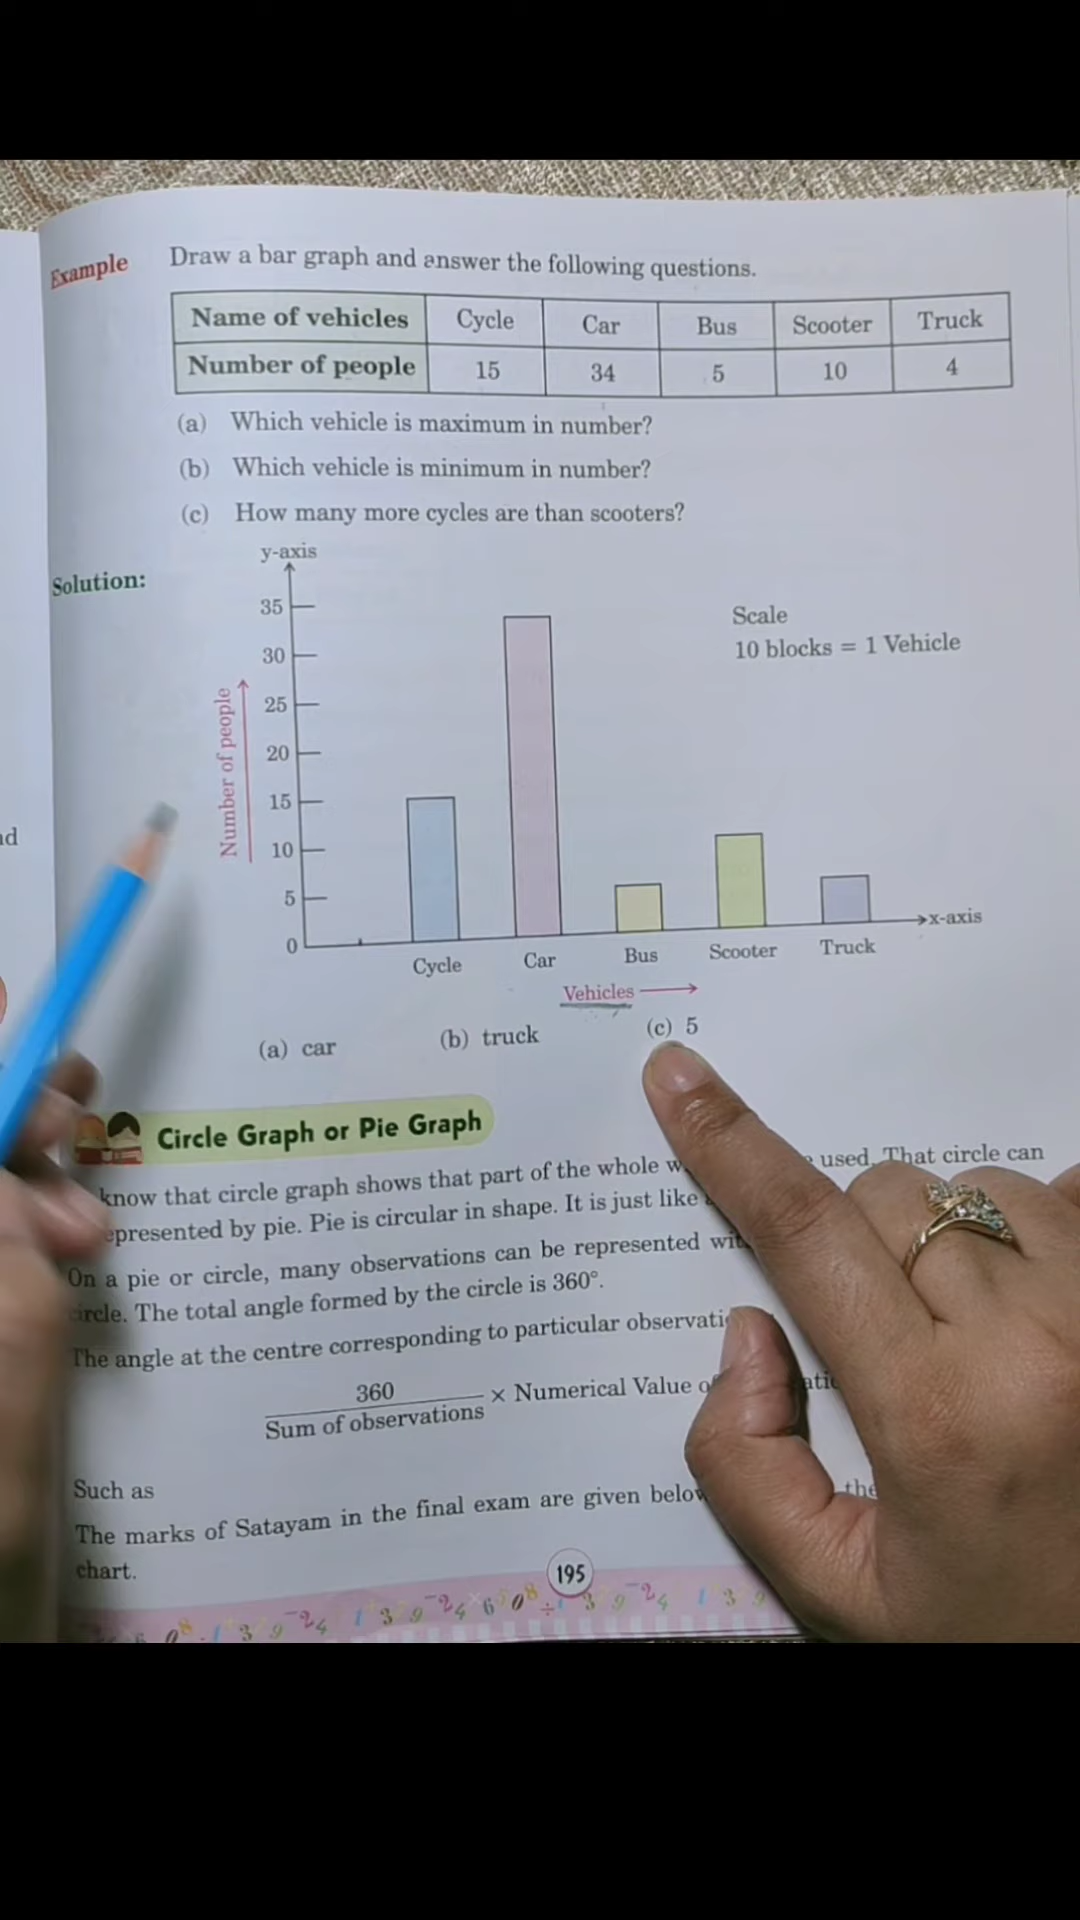 Example
Draw a bar graph and answer the following questions.
Name of vehicles Cycle Car Bus Scooter Truck
Number of people 15 34 5 10 4
(a) Which vehicle is maximum in number?
(b) Which vehicle is minimum in number?
(c) How many more cycles are than scooters?
Solution:
y-axis
35
30
25
20
15
10
5
0
Number of people
Scale
10 blocks = 1 Vehicle
x-axis
Cycle Car Bus Scooter Truck
Vehicles
(a) car (b) truck (c) 5
Circle Graph or Pie Graph
know that circle graph shows that part of the whole used. That circle can
represented by pie. Pie is circular in shape. It is just like
On a pie or circle, many observations can be represented
circle. The total angle formed by the circle is 360°.
The angle at the centre corresponding to particular
360
Sum of observations × Numerical Value
Such as
The marks of Satayam in the final exam are given below
chart.
195